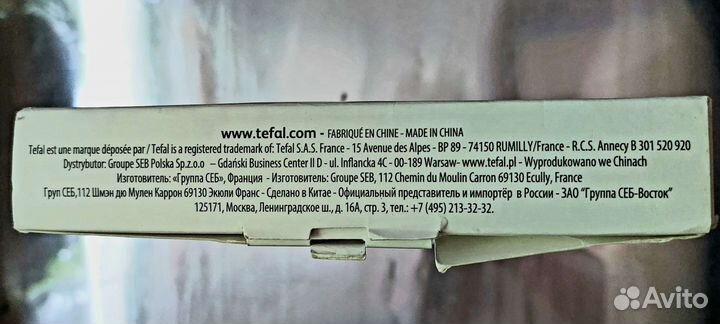 www.tefal.com - FABRIQUÉ EN CHINE - MADE IN CHINA
Tefal est une marque déposée par / Tefal is a registered trademark of: Tefal S.A.S. France - 15 Avenue des Alpes - BP 89 - 74150 RUMILLY/France - R.C.S. Annecy B 301 520 920
Dystrybutor: Groupe SEB Polska Sp.z.o.o – Gdański Business Center II D - ul. Inflancka 4C - 00-189 Warsaw- www.tefal.pl - Wyprodukowano we Chinach
Изготовитель: «Группа СЕБ», Франция - Изготовитель: Groupe SEB, 112 Chemin du Moulin Carron 69130 Ecully, France
Груп СЕБ,112 Шмэн дю Мулен Каррон 69130 Экюли Франс - Сделано в Китае - Официальный представитель и импортёр в России - ЗАО "Группа СЕБ-Восток"
125171, Москва, Ленинградское ш., д. 16А, стр. 3, тел.: +7 (495) 213-32-32.
Avito